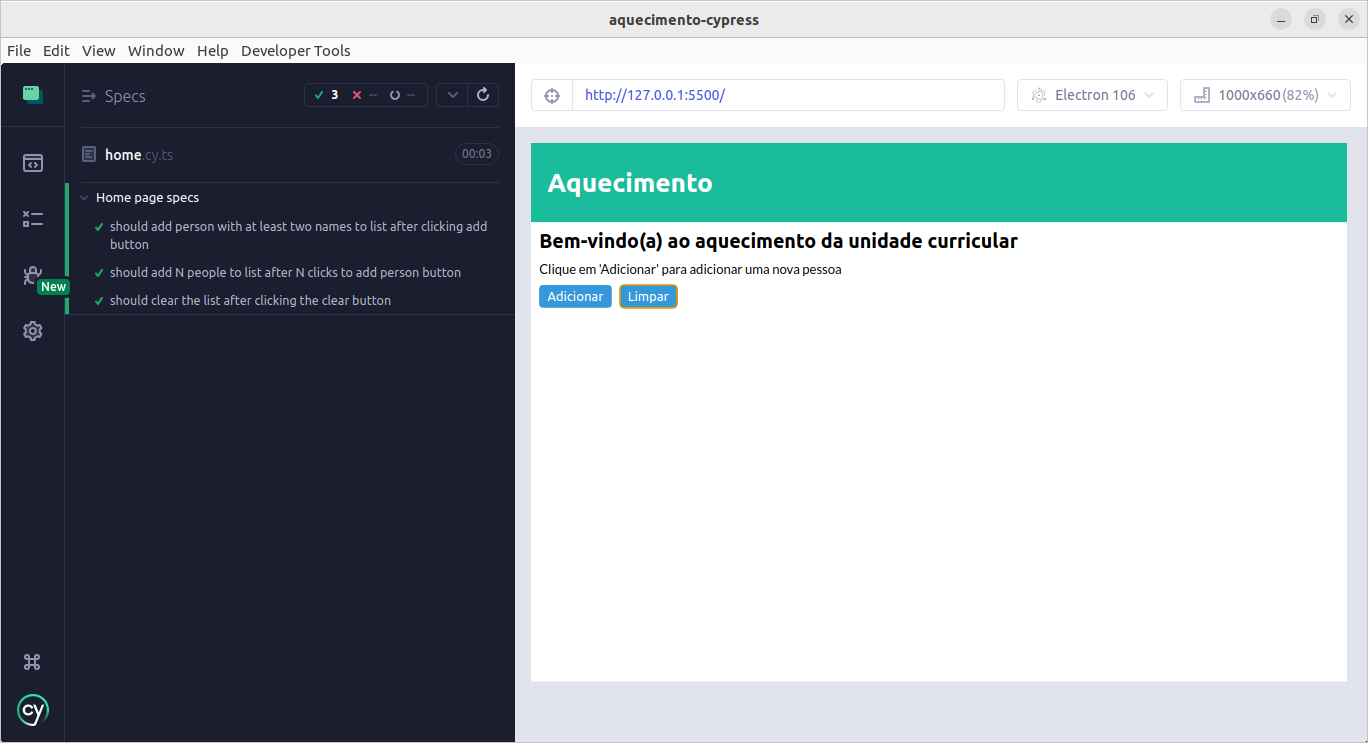 aquecimento-cypress
File Edit View Window Help Developer Tools
Specs
3 -- --
home.cy.ts
00:03
Home page specs
should add person with at least two names to list after clicking add
button
should add N people to list after N clicks to add person button
should clear the list after clicking the clear button
New
cy
http://127.0.0.1:5500/
Electron 106
1000x660 (82%)
Aquecimento
Bem-vindo(a) ao aquecimento da unidade curricular
Clique em 'Adicionar' para adicionar uma nova pessoa
Adicionar Limpar